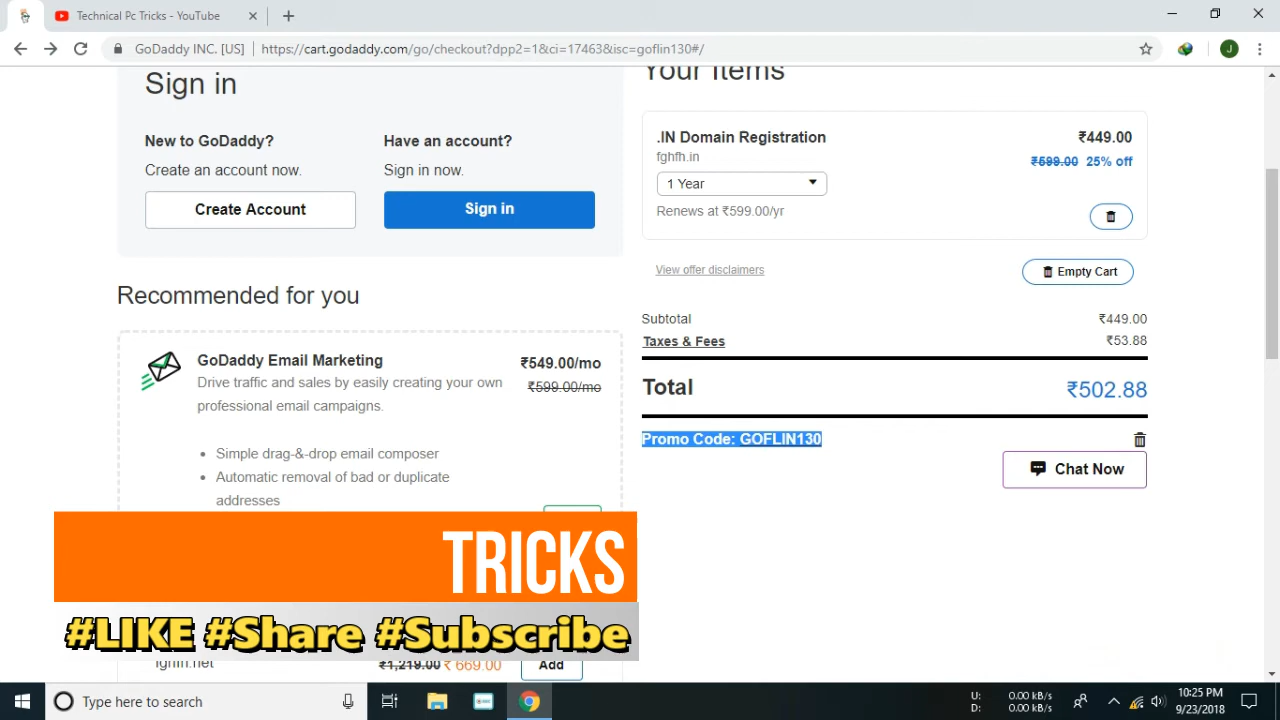 Technical Pc Tricks - YouTube
GoDaddy INC. [US]
https://cart.godaddy.com/go/checkout?dpp2=1&ci=17463&isc=goflin130#/
J
Sign in
New to GoDaddy?
Create an account now.
Create Account
Have an account?
Sign in now.
Sign in
Recommended for you
GoDaddy Email Marketing
₹549.00/mo
Drive traffic and sales by easily creating your own
₹599.00/mo
professional email campaigns.
Simple drag-&-drop email composer
Automatic removal of bad or duplicate
addresses
Your Items
.IN Domain Registration
₹449.00
fghfh.in
₹599.00 25% off
1 Year
Renews at ₹599.00/yr
View offer disclaimers
Empty Cart
Subtotal
₹449.00
Taxes & Fees
₹53.88
Total
₹502.88
Promo Code: GOFLIN130
Chat Now
TRICKS
#LIKE #Share #Subscribe
fghfh.net
₹1,219.00 ₹ 669.00
Add
Type here to search
U: 0.00 kB/s
D: 0.00 kB/s
10:25 PM
9/23/2018